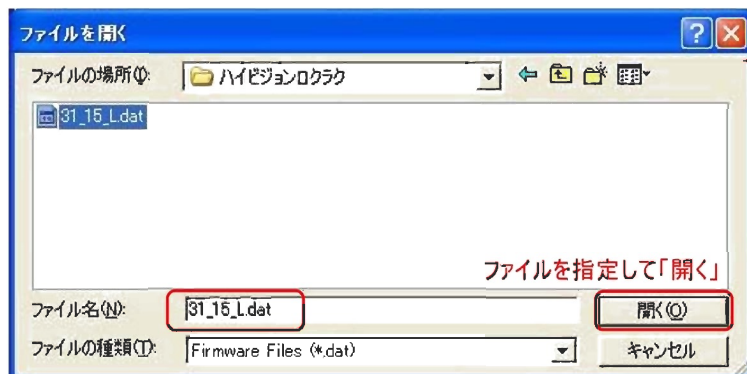 ファイルを開く
ファイルの場所(I): ハイビジョンロクラク
31_15_L.dat
ファイルを指定して「開く」
ファイル名(N): 31_15_L.dat 開く(O)
ファイルの種類(T): Firmware Files (*.dat) キャンセル